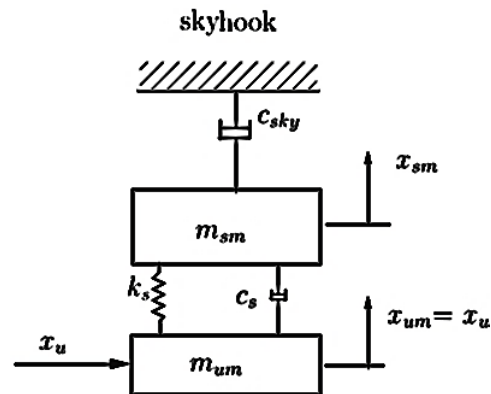 skyhook
c_sky
x_sm
m_sm
k_s
c_s
x_um = x_u
x_u
m_um